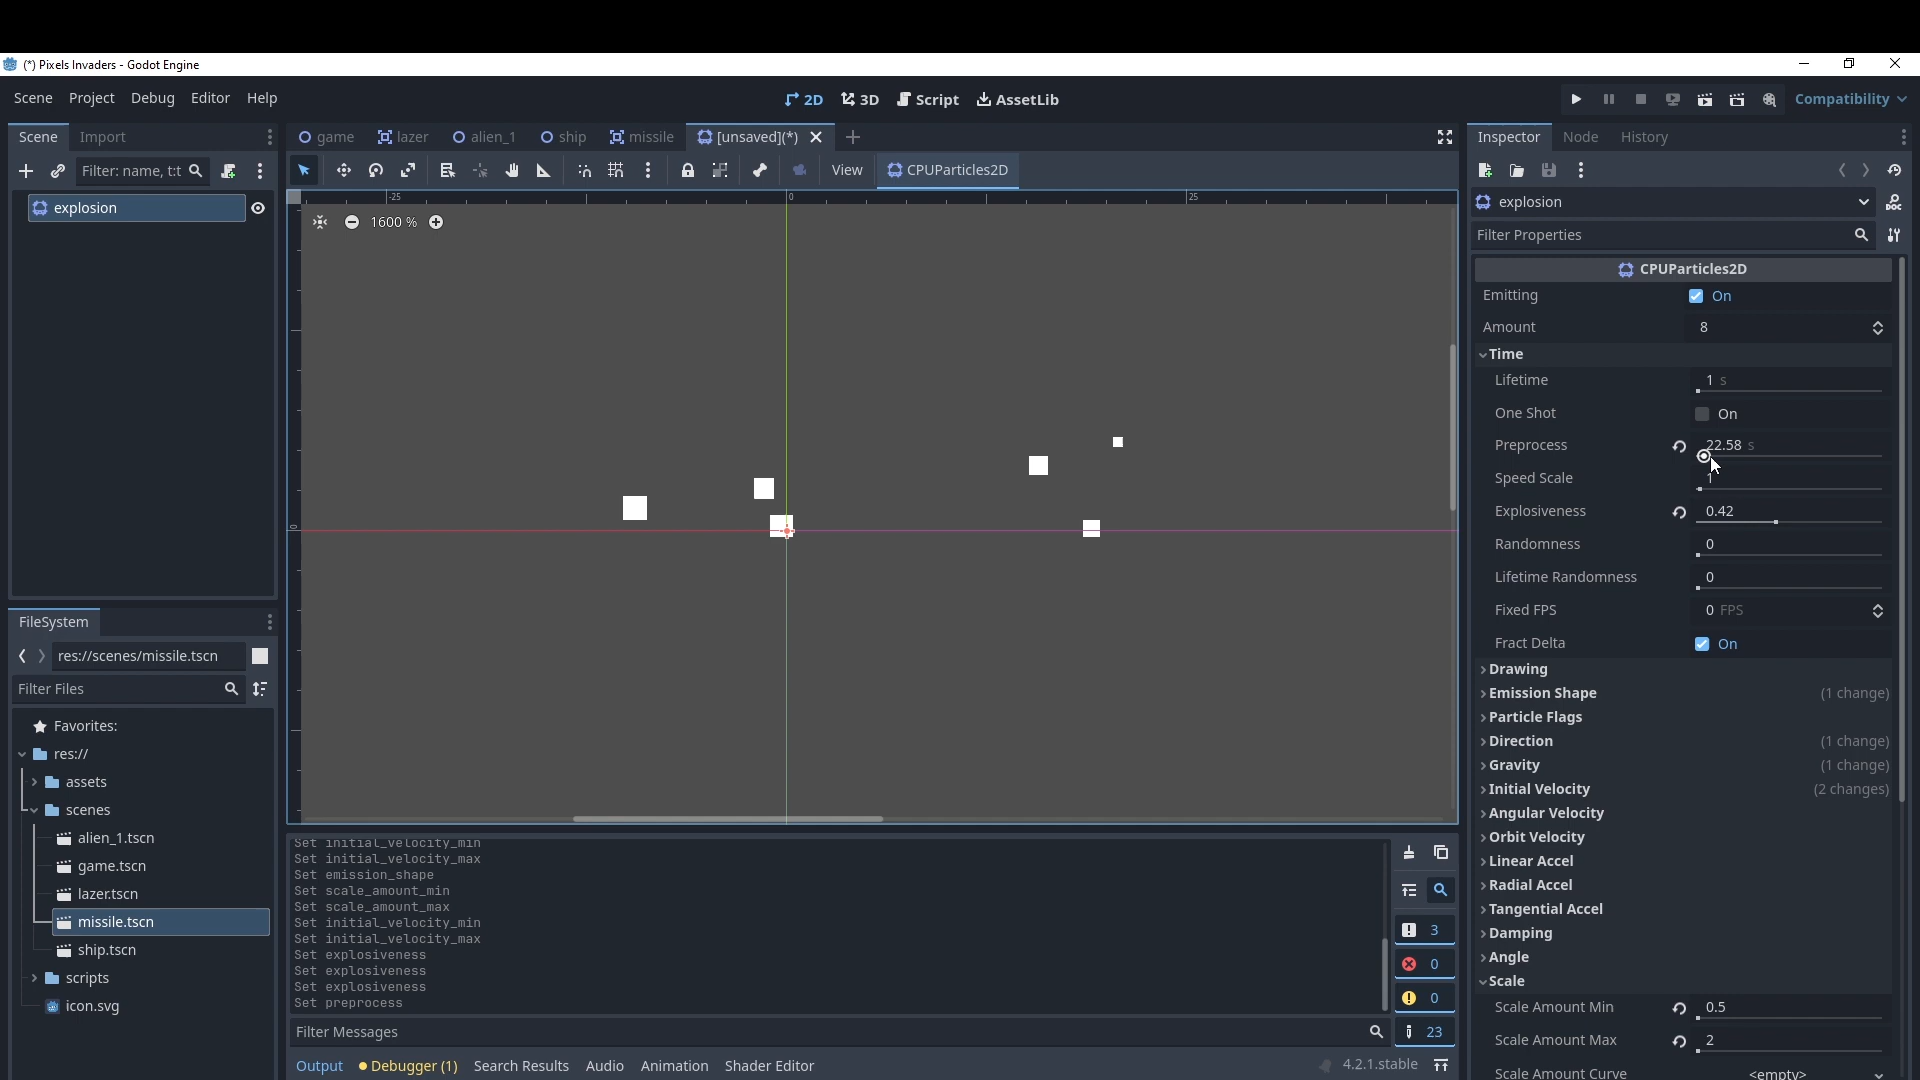 (*) Pixels Invaders - Godot Engine
Scene Project Debug Editor Help
2D 3D Script AssetLib
Compatibility
Scene Import
Filter: name, t:t
explosion
game lazer alien_1 ship missile [unsaved](*)
View CPUParticles2D
-25 0 25
1600 %
0
FileSystem
res://scenes/missile.tscn
Filter Files
Favorites:
res://
assets
scenes
alien_1.tscn
game.tscn
lazer.tscn
missile.tscn
ship.tscn
scripts
icon.svg
Set initial_velocity_min
Set initial_velocity_max
Set emission_shape
Set scale_amount_min
Set scale_amount_max
Set initial_velocity_min
Set initial_velocity_max
Set explosiveness
Set explosiveness
Set explosiveness
Set preprocess
3
0
0
23
Filter Messages
Output Debugger (1) Search Results Audio Animation Shader Editor
4.2.1.stable
Inspector Node History
explosion
DOC
Filter Properties
CPUParticles2D
Emitting On
Amount 8
Time
Lifetime 1 s
One Shot On
Preprocess 22.58 s
Speed Scale 1
Explosiveness 0.42
Randomness 0
Lifetime Randomness 0
Fixed FPS 0 FPS
Fract Delta On
Drawing
Emission Shape (1 change)
Particle Flags
Direction (1 change)
Gravity (1 change)
Initial Velocity (2 changes)
Angular Velocity
Orbit Velocity
Linear Accel
Radial Accel
Tangential Accel
Damping
Angle
Scale
Scale Amount Min 0.5
Scale Amount Max 2
Scale Amount Curve <empty>